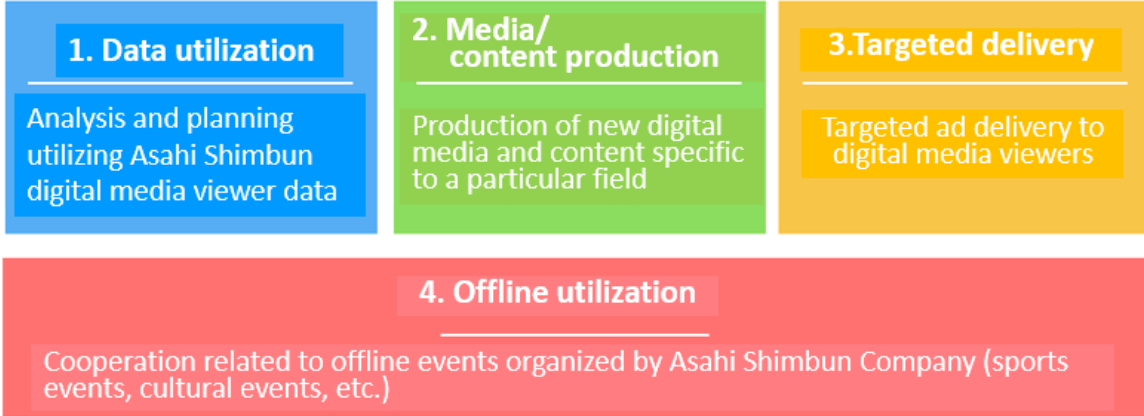 1. Data utilization
Analysis and planning
utilizing Asahi Shimbun
digital media viewer data
2. Media/
content production
Production of new digital
media and content specific
to a particular field
3.Targeted delivery
Targeted ad delivery to
digital media viewers
4. Offline utilization
Cooperation related to offline events organized by Asahi Shimbun Company (sports
events, cultural events, etc.)